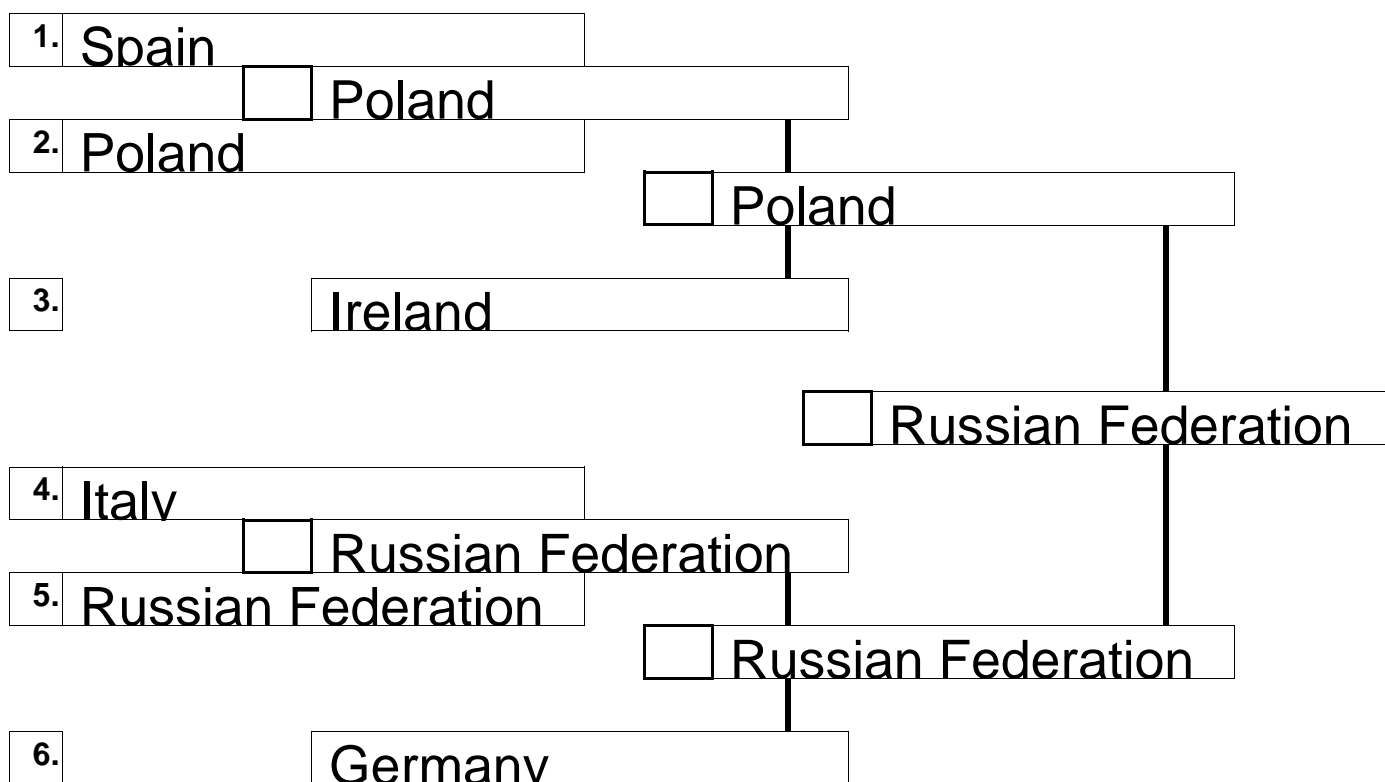 1. Spain
Poland
2. Poland
Poland
3. Ireland
Russian Federation
4. Italy
Russian Federation
5. Russian Federation
Russian Federation
6. Germany